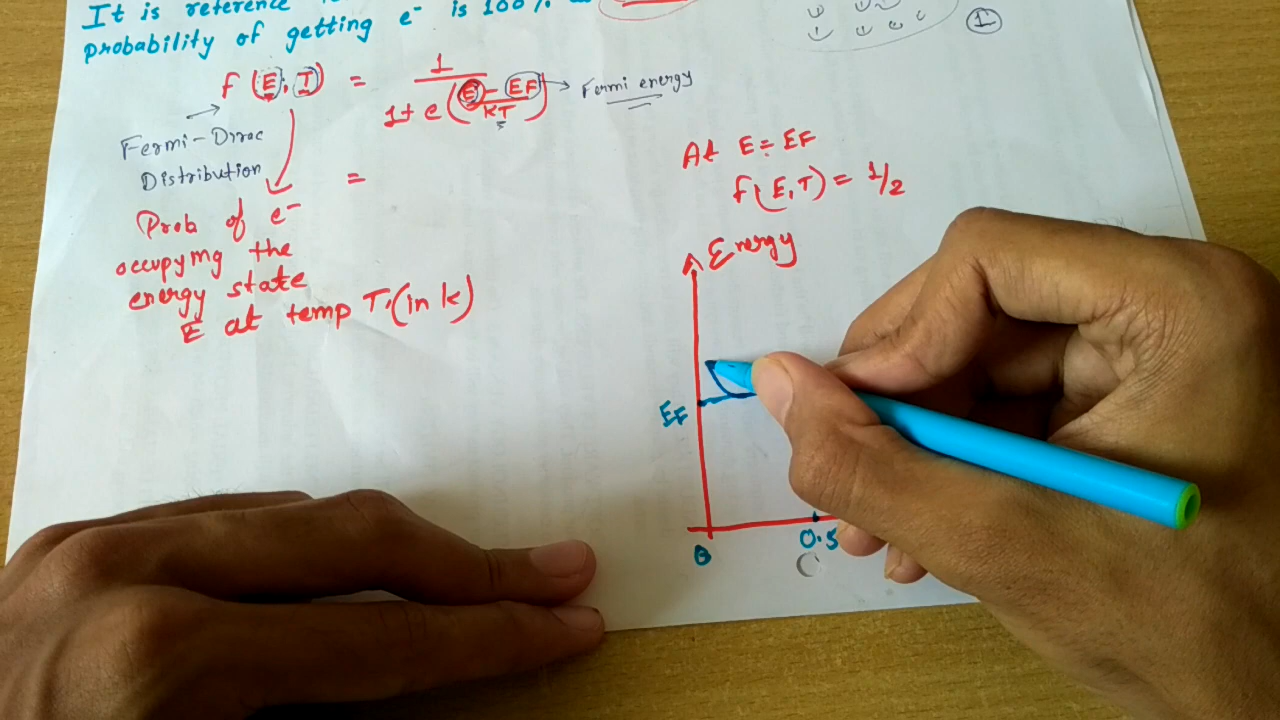 It is reference
probability of getting e⁻ is 100%
1
f (E, T) = 1 / 1 + e (E - EF / kT) → Fermi energy
Fermi-Dirac
Distribution
=
Prob of e⁻
occupying the
energy state
E at temp T, (in k)
At E = EF
f(E, T) = 1/2
Energy
EF
0
0.5